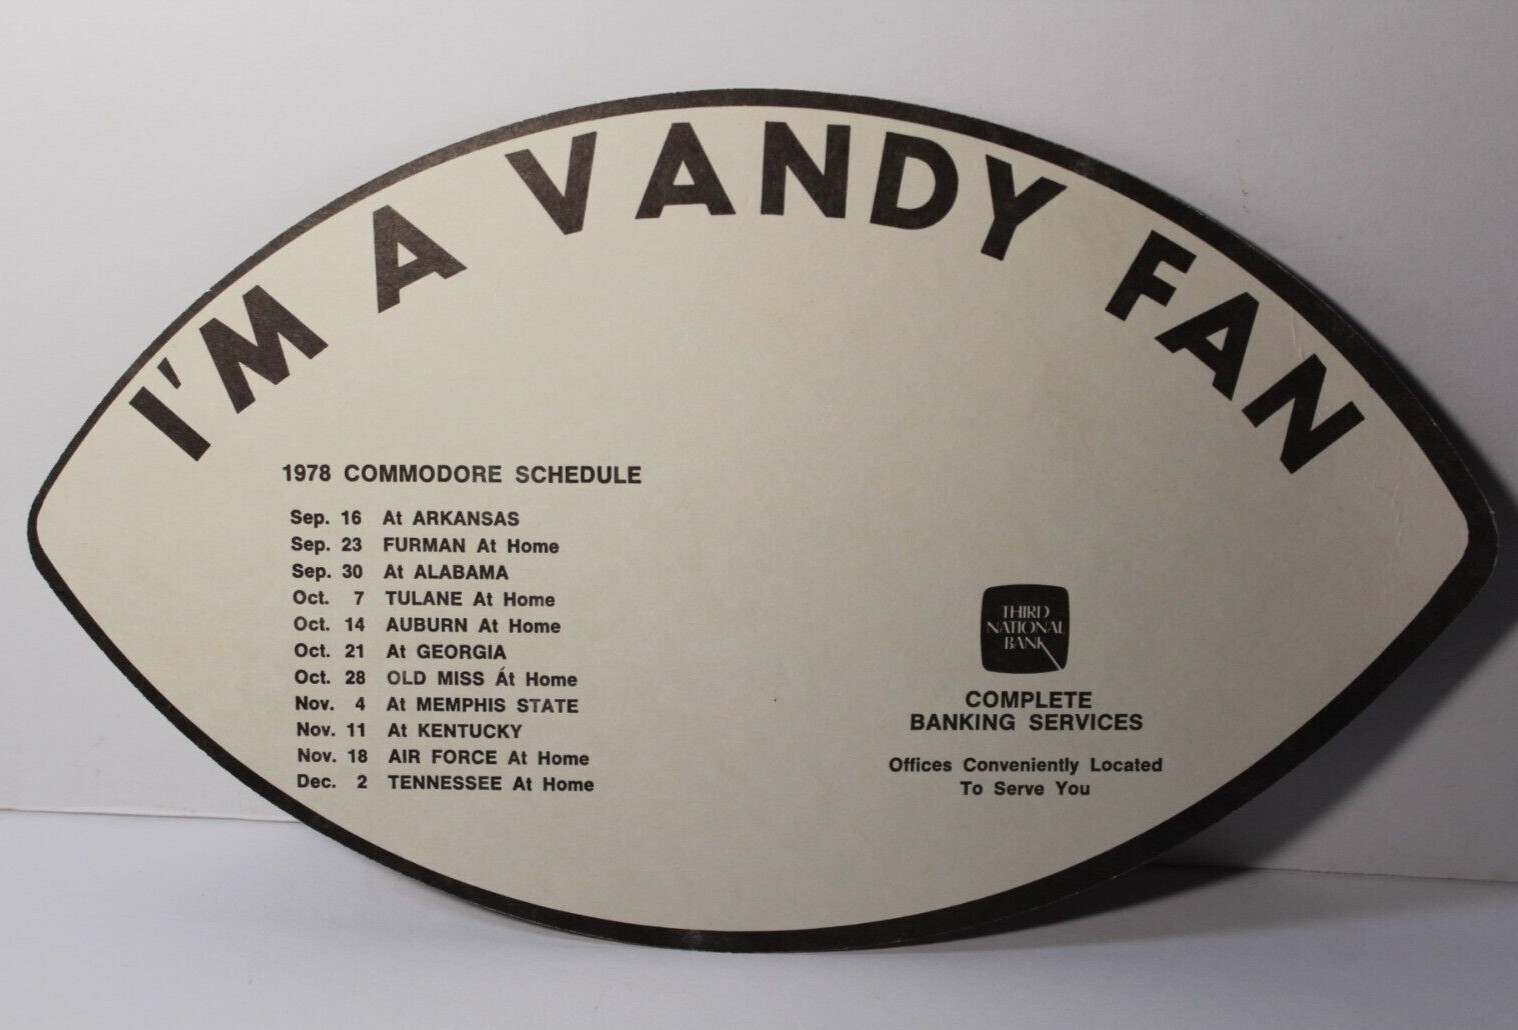 I'M A VANDY FAN
1978 COMMODORE SCHEDULE
Sep. 16 At ARKANSAS
Sep. 23 FURMAN At Home
Sep. 30 At ALABAMA
Oct. 7 TULANE At Home
Oct. 14 AUBURN At Home
Oct. 21 At GEORGIA
Oct. 28 OLD MISS Át Home
Nov. 4 At MEMPHIS STATE
Nov. 11 At KENTUCKY
Nov. 18 AIR FORCE At Home
Dec. 2 TENNESSEE At Home
THIRD
NATIONAL
BANK
COMPLETE
BANKING SERVICES
Offices Conveniently Located
To Serve You